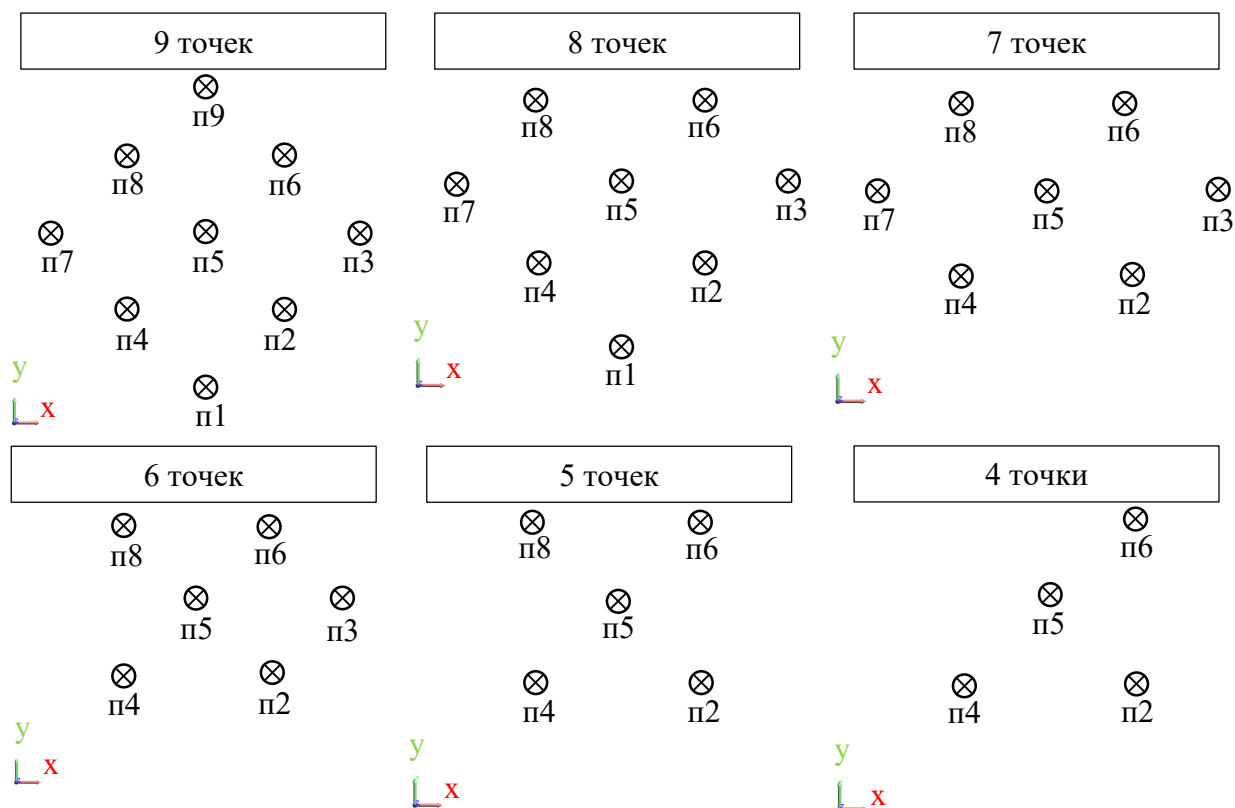 9 точек
п9
п8 п6
п7 п5 п3
п4 п2
п1
y
x
8 точек
п8 п6
п7 п5 п3
п4 п2
п1
y
x
7 точек
п8 п6
п7 п5 п3
п4 п2
y
x
6 точек
п8 п6
п5 п3
п4 п2
y
x
5 точек
п8 п6
п5
п4 п2
y
x
4 точки
п6
п5
п4 п2
y
x